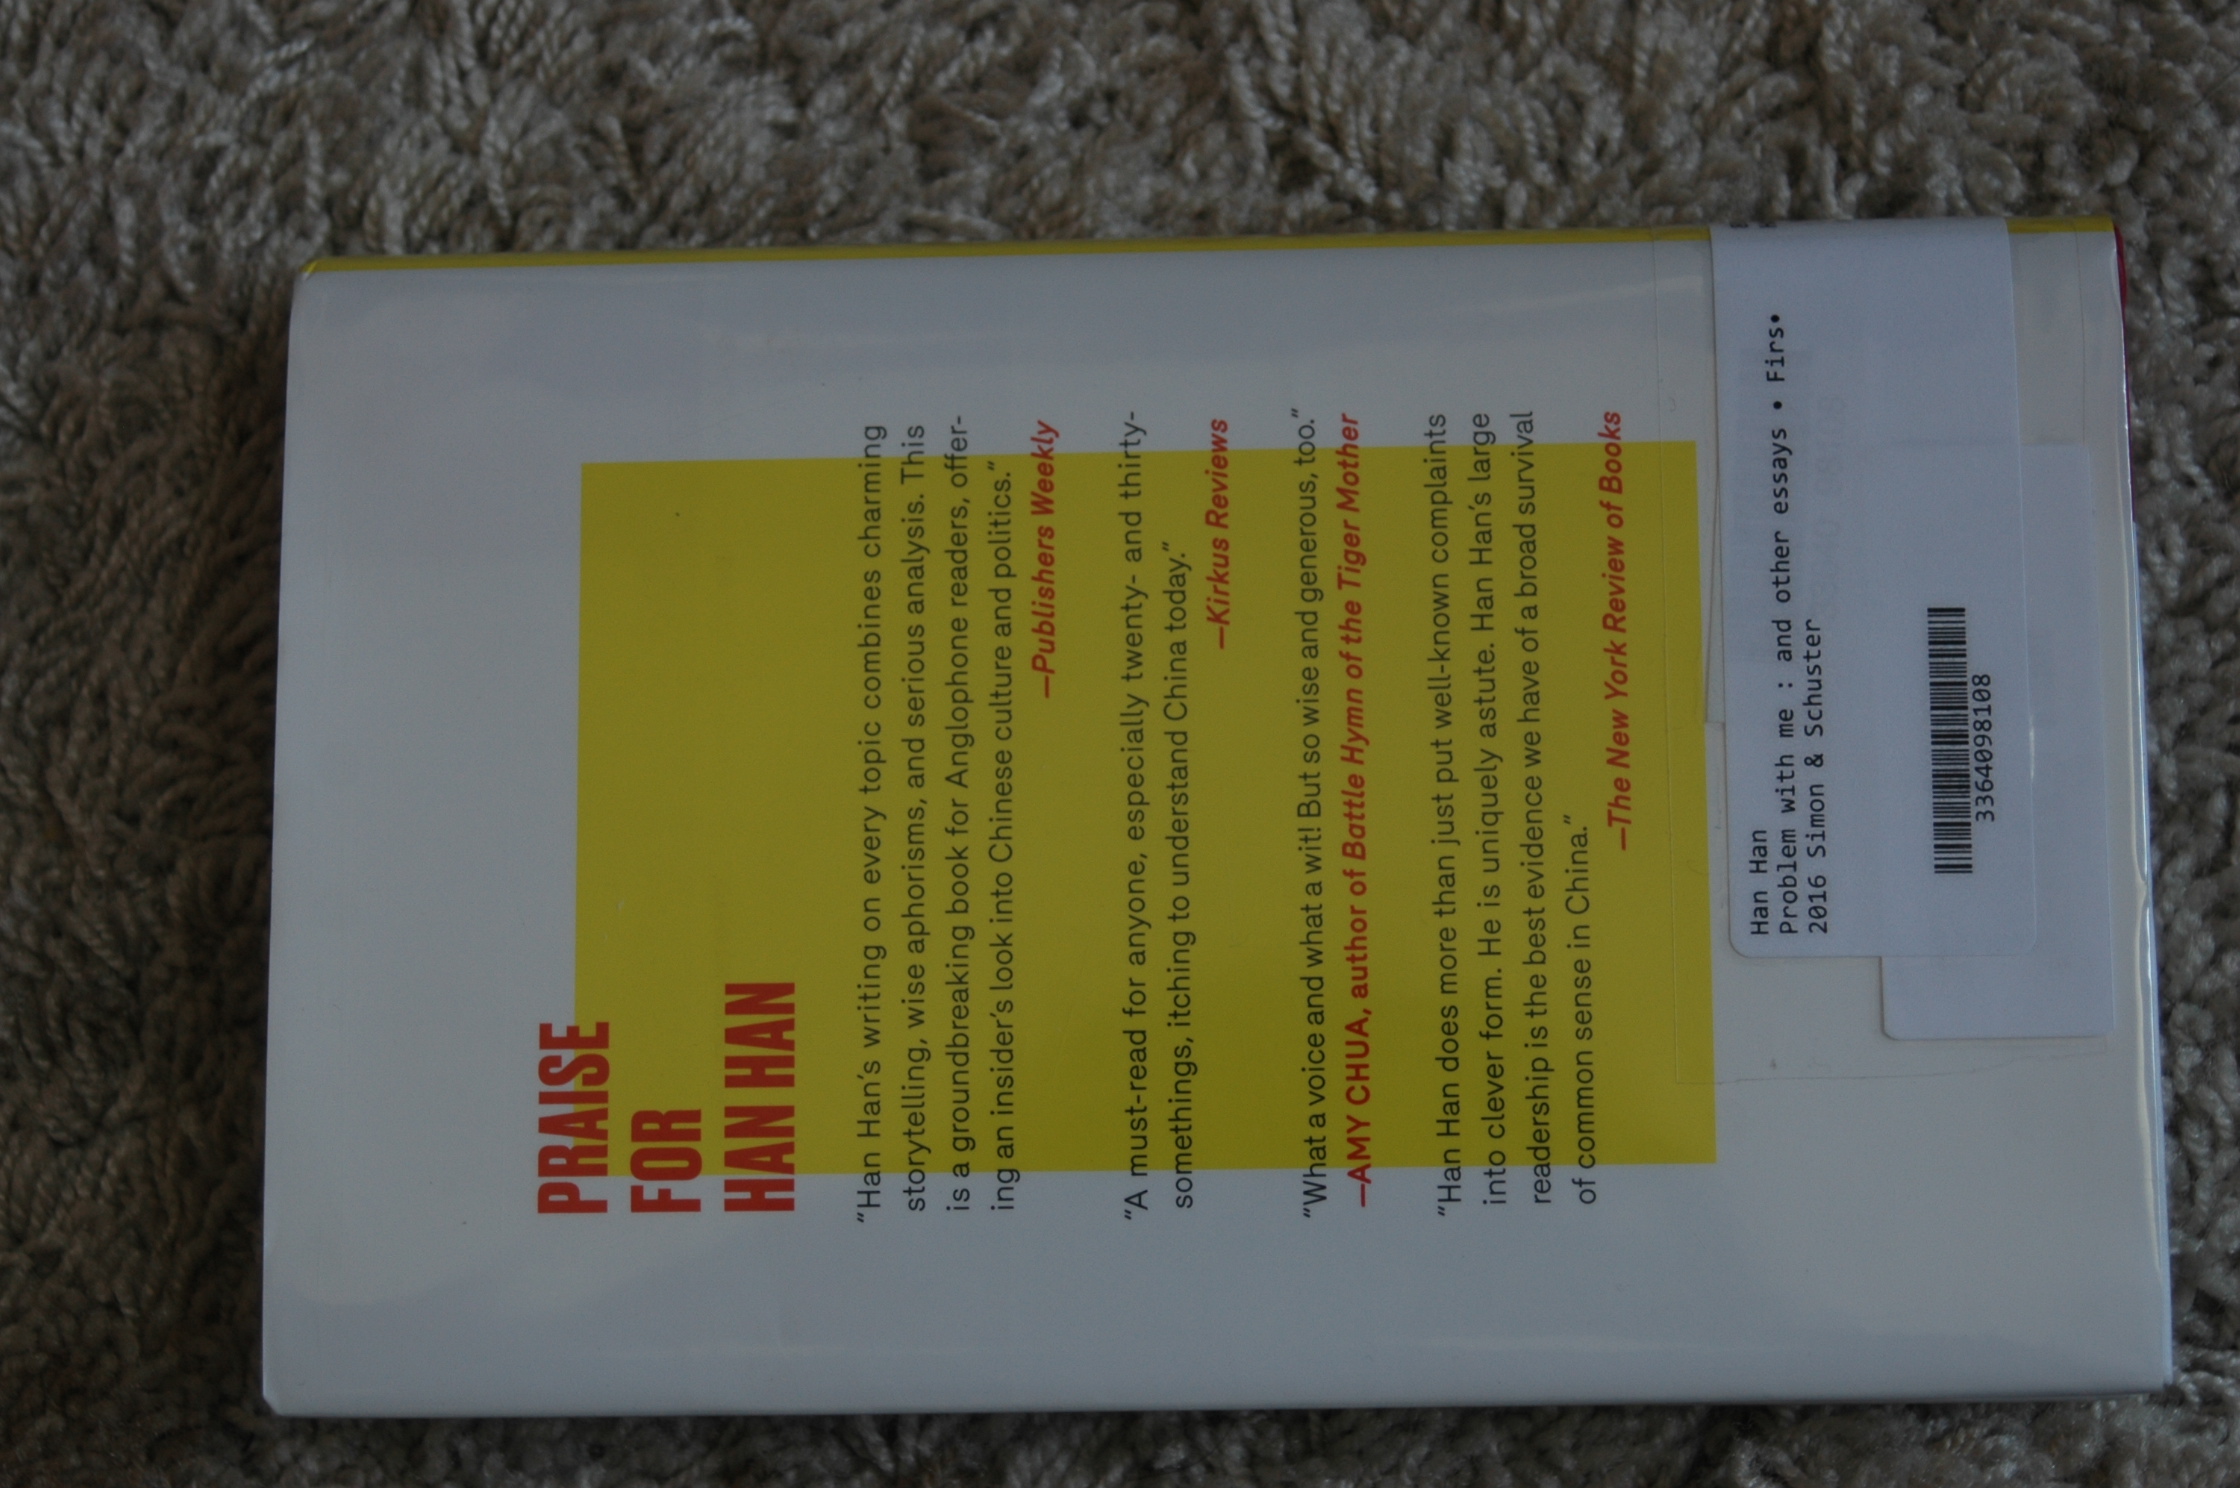 PRAISE
FOR
HAN HAN
“Han Han’s writing on every topic combines charming
storytelling, wise aphorisms, and serious analysis. This
is a groundbreaking book for Anglophone readers, offer-
ing an insider’s look into Chinese culture and politics.”
—Publishers Weekly
“A must-read for anyone, especially twenty- and thirty-
somethings, itching to understand China today.”
—Kirkus Reviews
“What a voice and what a wit! But so wise and generous, too.”
—AMY CHUA, author of Battle Hymn of the Tiger Mother
“Han Han does more than just put well-known complaints
into clever form. He is uniquely astute. Han Han’s large
readership is the best evidence we have of a broad survival
of common sense in China.”
—The New York Review of Books
Han Han
Problem with me : and other essays • Firs•
2016 Simon & Schuster
3364098108